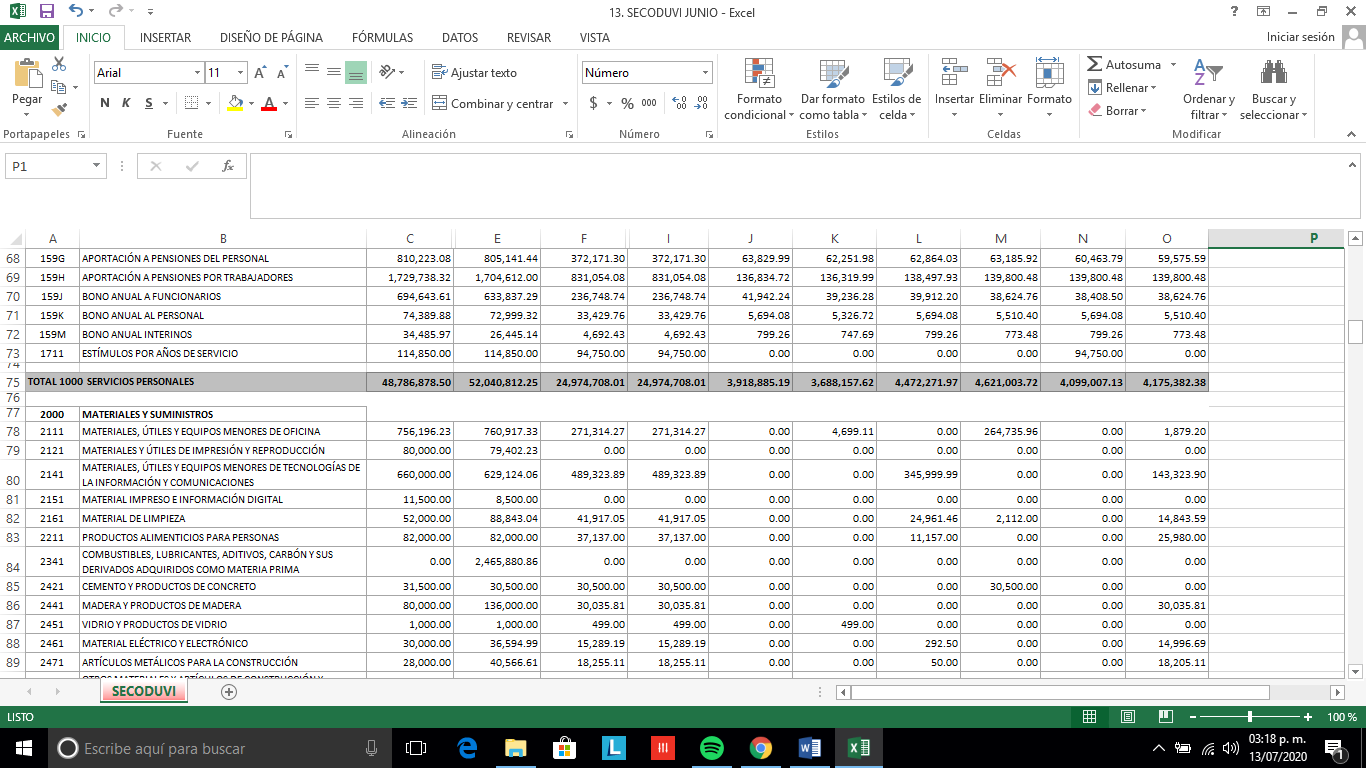 13. SECODUVI JUNIO - Excel
ARCHIVO INICIO INSERTAR DISEÑO DE PÁGINA FÓRMULAS DATOS REVISAR VISTA Iniciar sesión
Pegar
Arial 11
N K S
Ajustar texto
Combinar y centrar
Número
$ % 000
Formato condicional
Dar formato como tabla
Estilos de celda
Insertar Eliminar Formato
Autosuma
Rellenar
Borrar
Ordenar y filtrar
Buscar y seleccionar
Portapapeles Fuente Alineación Número Estilos Celdas Modificar
P1 fx
A B C E F I J K L M N O P
68 159G APORTACIÓN A PENSIONES DEL PERSONAL 810,223.08 805,141.44 372,171.30 372,171.30 63,829.99 62,251.98 62,864.03 63,185.92 60,463.79 59,575.59
69 159H APORTACIÓN A PENSIONES POR TRABAJADORES 1,729,738.32 1,704,612.00 831,054.08 831,054.08 136,834.72 136,319.99 138,497.93 139,800.48 139,800.48 139,800.48
70 159J BONO ANUAL A FUNCIONARIOS 694,643.61 633,837.29 236,748.74 236,748.74 41,942.24 39,236.28 39,912.20 38,624.76 38,408.50 38,624.76
71 159K BONO ANUAL AL PERSONAL 74,389.88 72,999.32 33,429.76 33,429.76 5,694.08 5,326.72 5,694.08 5,510.40 5,694.08 5,510.40
72 159M BONO ANUAL INTERINOS 34,485.97 26,445.14 4,692.43 4,692.43 799.26 747.69 799.26 773.48 799.26 773.48
73 1711 ESTÍMULOS POR AÑOS DE SERVICIO 114,850.00 114,850.00 94,750.00 94,750.00 0.00 0.00 0.00 0.00 94,750.00 0.00
74
75 TOTAL 1000 SERVICIOS PERSONALES 48,786,878.50 52,040,812.25 24,974,708.01 24,974,708.01 3,918,885.19 3,688,157.62 4,472,271.97 4,621,003.72 4,099,007.13 4,175,382.38
76
77 2000 MATERIALES Y SUMINISTROS
78 2111 MATERIALES, ÚTILES Y EQUIPOS MENORES DE OFICINA 756,196.23 760,917.33 271,314.27 271,314.27 0.00 4,699.11 0.00 264,735.96 0.00 1,879.20
79 2121 MATERIALES Y ÚTILES DE IMPRESIÓN Y REPRODUCCIÓN 80,000.00 79,402.23 0.00 0.00 0.00 0.00 0.00 0.00 0.00 0.00
MATERIALES, ÚTILES Y EQUIPOS MENORES DE TECNOLOGÍAS DE
80 2141 LA INFORMACIÓN Y COMUNICACIONES 660,000.00 629,124.06 489,323.89 489,323.89 0.00 0.00 345,999.99 0.00 0.00 143,323.90
81 2151 MATERIAL IMPRESO E INFORMACIÓN DIGITAL 11,500.00 8,500.00 0.00 0.00 0.00 0.00 0.00 0.00 0.00 0.00
82 2161 MATERIAL DE LIMPIEZA 52,000.00 88,843.04 41,917.05 41,917.05 0.00 0.00 24,961.46 2,112.00 0.00 14,843.59
83 2211 PRODUCTOS ALIMENTICIOS PARA PERSONAS 82,000.00 82,000.00 37,137.00 37,137.00 0.00 0.00 11,157.00 0.00 0.00 25,980.00
COMBUSTIBLES, LUBRICANTES, ADITIVOS, CARBÓN Y SUS
84 2341 DERIVADOS ADQUIRIDOS COMO MATERIA PRIMA 0.00 2,465,880.86 0.00 0.00 0.00 0.00 0.00 0.00 0.00 0.00
85 2421 CEMENTO Y PRODUCTOS DE CONCRETO 31,500.00 30,500.00 30,500.00 30,500.00 0.00 0.00 0.00 30,500.00 0.00 0.00
86 2441 MADERA Y PRODUCTOS DE MADERA 80,000.00 136,000.00 30,035.81 30,035.81 0.00 0.00 0.00 0.00 0.00 30,035.81
87 2451 VIDRIO Y PRODUCTOS DE VIDRIO 1,000.00 1,000.00 499.00 499.00 0.00 499.00 0.00 0.00 0.00 0.00
88 2461 MATERIAL ELÉCTRICO Y ELECTRÓNICO 30,000.00 36,594.99 15,289.19 15,289.19 0.00 0.00 292.50 0.00 0.00 14,996.69
89 2471 ARTÍCULOS METÁLICOS PARA LA CONSTRUCCIÓN 28,000.00 40,566.61 18,255.11 18,255.11 0.00 0.00 50.00 0.00 0.00 18,205.11
SECODUVI
LISTO 100 %
Escribe aquí para buscar
03:18 p. m.
13/07/2020
1